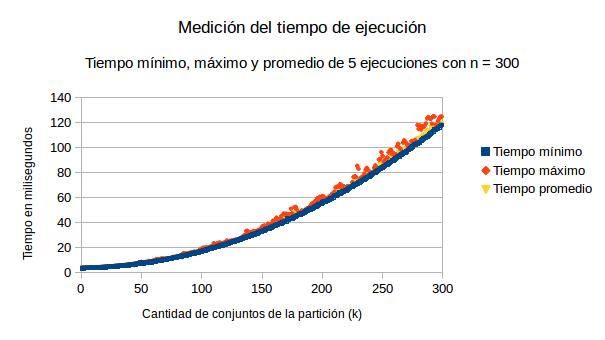 Medición del tiempo de ejecución
Tiempo mínimo, máximo y promedio de 5 ejecuciones con n = 300
140
120
100
80
60
40
20
0
Tiempo en milisegundos
0 50 100 150 200 250 300
Cantidad de conjuntos de la partición (k)
Tiempo mínimo
Tiempo máximo
Tiempo promedio